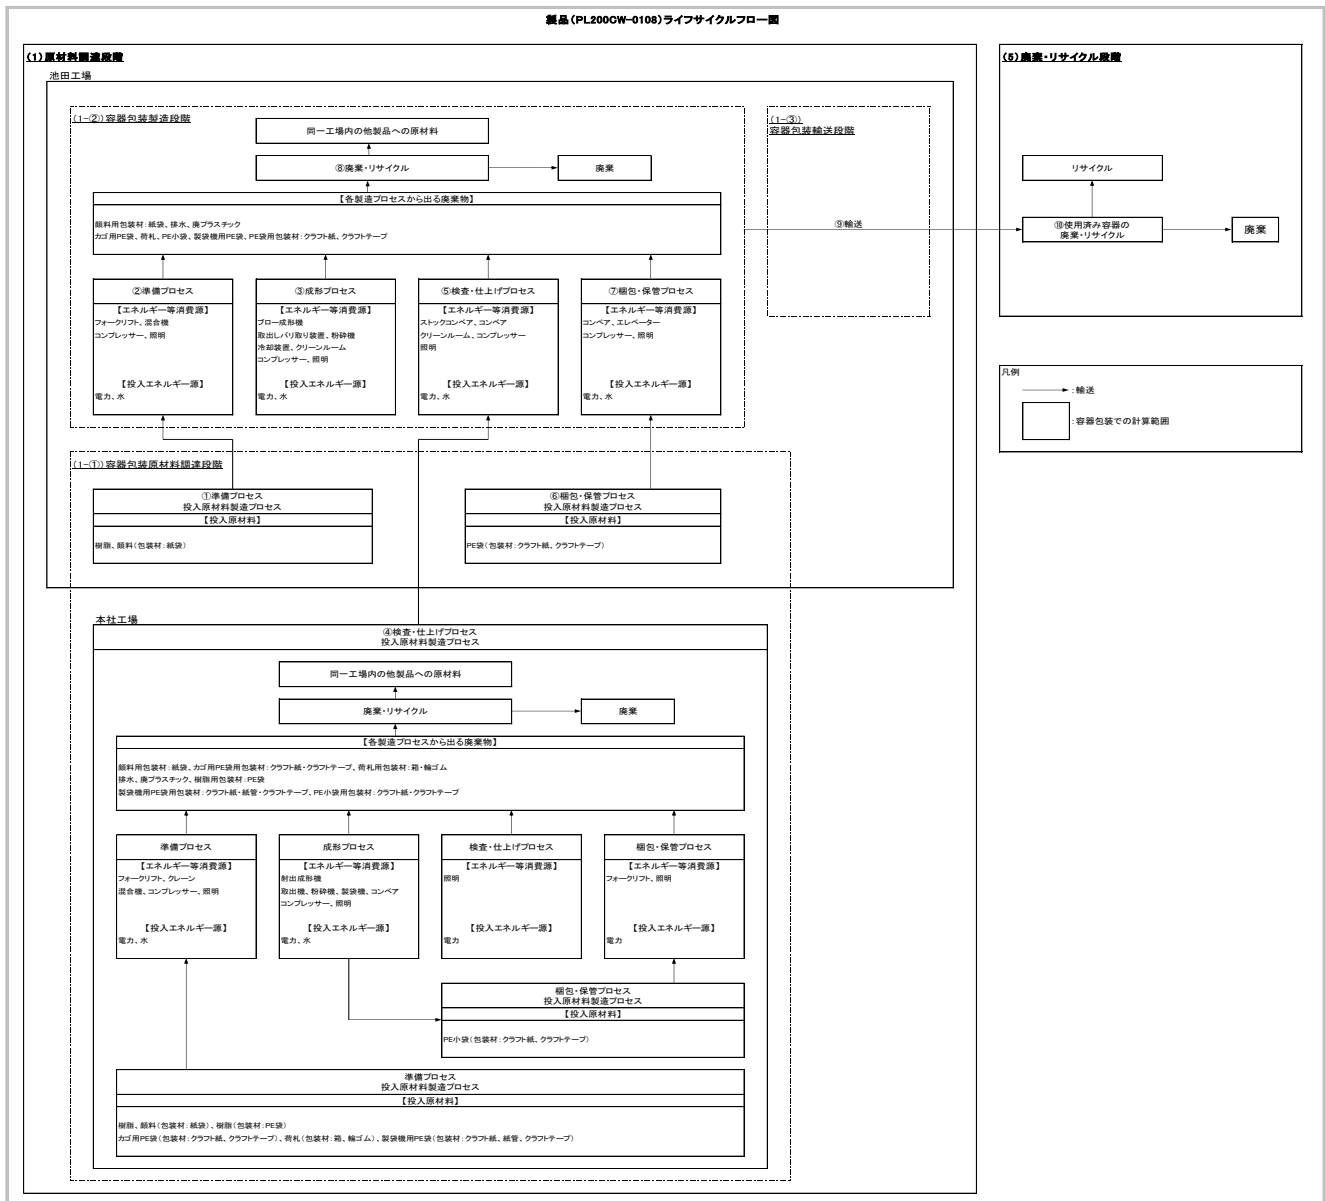 製品(PL200CW-0108)ライフサイクルフロー図
(1)原材料調達段階
池田工場
(1-②)容器包装製造段階
同一工場内の他製品への原材料
⑧廃棄・リサイクル
廃棄
【各製造プロセスから出る廃棄物】
顔料用包装材:紙袋、排水、廃プラスチック
カゴ用PE袋、荷札、PE小袋、製袋機用PE袋、PE袋用包装材:クラフト紙、クラフトテープ
②準備プロセス
【エネルギー等消費源】
フォークリフト、混合機
コンプレッサー、照明
【投入エネルギー源】
電力、水
③成形プロセス
【エネルギー等消費源】
ブロー成形機
取出しバリ取り装置、粉砕機
冷却装置、クリーンルーム
コンプレッサー、照明
【投入エネルギー源】
電力、水
⑤検査・仕上げプロセス
【エネルギー等消費源】
ストックコンベア、コンベア
クリーンルーム、コンプレッサー
照明
【投入エネルギー源】
電力、水
⑦梱包・保管プロセス
【エネルギー等消費源】
コンベア、エレベーター
コンプレッサー、照明
【投入エネルギー源】
電力、水
(1-③)
容器包装輸送段階
⑨輸送
(1-①)容器包装原材料調達段階
①準備プロセス
投入原材料製造プロセス
【投入原材料】
樹脂、顔料(包装材:紙袋)
⑥梱包・保管プロセス
投入原材料製造プロセス
【投入原材料】
PE袋(包装材:クラフト紙、クラフトテープ)
本社工場
④検査・仕上げプロセス
投入原材料製造プロセス
同一工場内の他製品への原材料
廃棄・リサイクル
廃棄
【各製造プロセスから出る廃棄物】
顔料用包装材:紙袋、カゴ用PE袋用包装材:クラフト紙・クラフトテープ、荷札用包装材:箱・輪ゴム
排水、廃プラスチック、樹脂用包装材:PE袋
製袋機用PE袋用包装材:クラフト紙・紙管・クラフトテープ、PE小袋用包装材:クラフト紙・クラフトテープ
準備プロセス
【エネルギー等消費源】
フォークリフト、クレーン
混合機、コンプレッサー、照明
【投入エネルギー源】
電力、水
成形プロセス
【エネルギー等消費源】
射出成形機
取出機、粉砕機、製袋機、コンベア
コンプレッサー、照明
【投入エネルギー源】
電力、水
検査・仕上げプロセス
【エネルギー等消費源】
照明
【投入エネルギー源】
電力
梱包・保管プロセス
【エネルギー等消費源】
フォークリフト、照明
【投入エネルギー源】
電力
梱包・保管プロセス
投入原材料製造プロセス
【投入原材料】
PE小袋(包装材:クラフト紙、クラフトテープ)
準備プロセス
投入原材料製造プロセス
【投入原材料】
樹脂、顔料(包装材:紙袋)、樹脂(包装材:PE袋)
カゴ用PE袋(包装材:クラフト紙、クラフトテープ)、荷札(包装材:箱、輪ゴム)、製袋機用PE袋(包装材:クラフト紙、紙管、クラフトテープ)
(5)廃棄・リサイクル段階
リサイクル
⑩使用済み容器の
廃棄・リサイクル
廃棄
凡例
:輸送
:容器包装での計算範囲